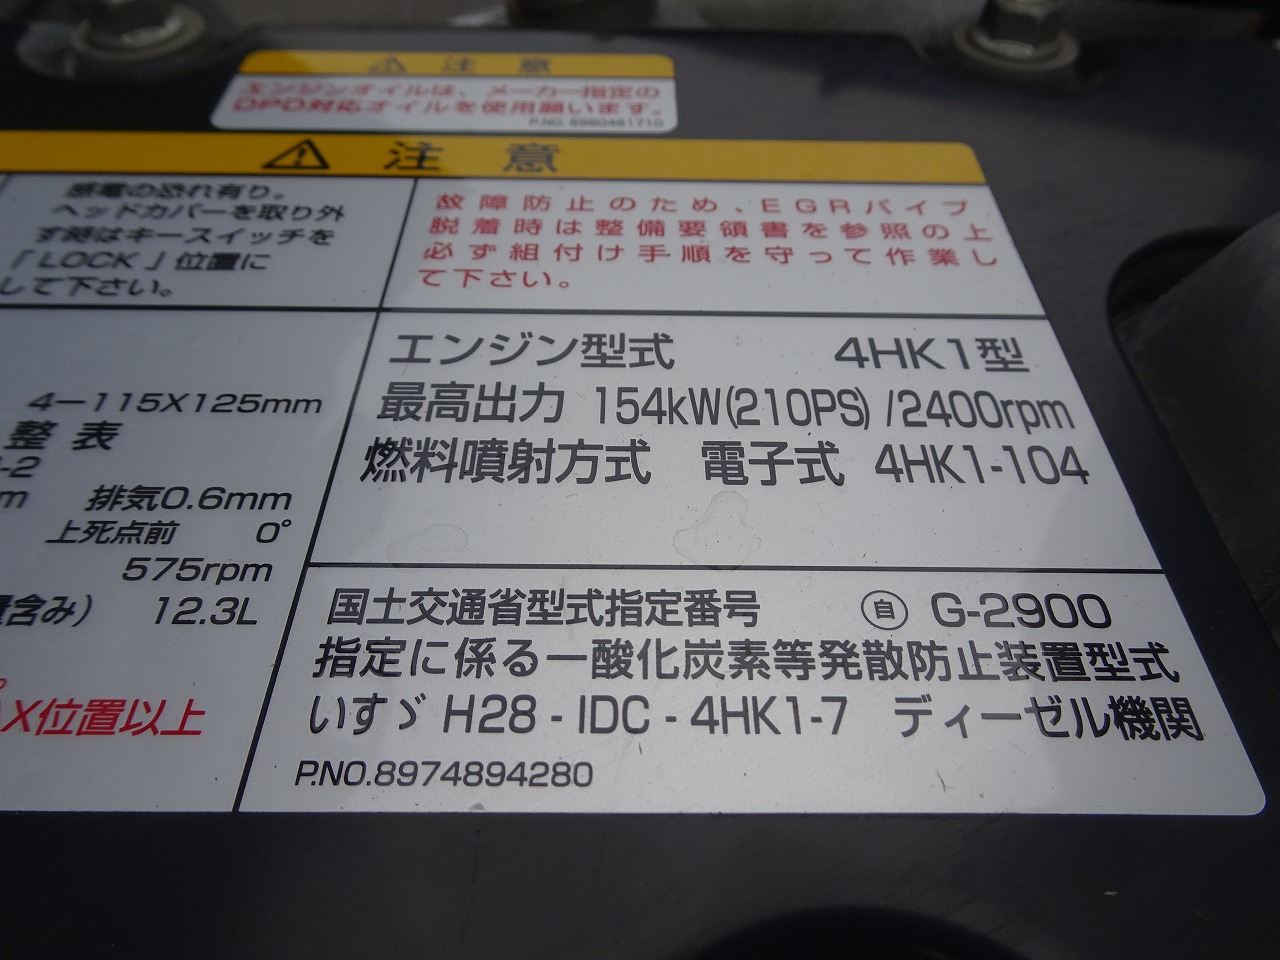 ⚠ 注意
エンジンオイルは、メーカー指定の
DPD対応オイルを使用願います。
P.NO. 8980461710
⚠ 注意
感電の恐れ有り。
ヘッドカバーを取り外
す時はキースイッチを
「LOCK」位置に
して下さい。
故障防止のため、EGRパイプ
脱着時は整備要領書を参照の上
必ず組付け手順を守って作業し
て下さい。
4－115X125mm
整表
-2
m 排気0.6mm
上死点前 0°
575rpm
量含み) 12.3L
X位置以上
エンジン型式 4HK1型
最高出力 154kW(210PS)/2400rpm
燃料噴射方式 電子式 4HK1-104
国土交通省型式指定番号 自 G-2900
指定に係る一酸化炭素等発散防止装置型式
いすゞ H28 - IDC - 4HK1-7 ディーゼル機関
P.NO.8974894280